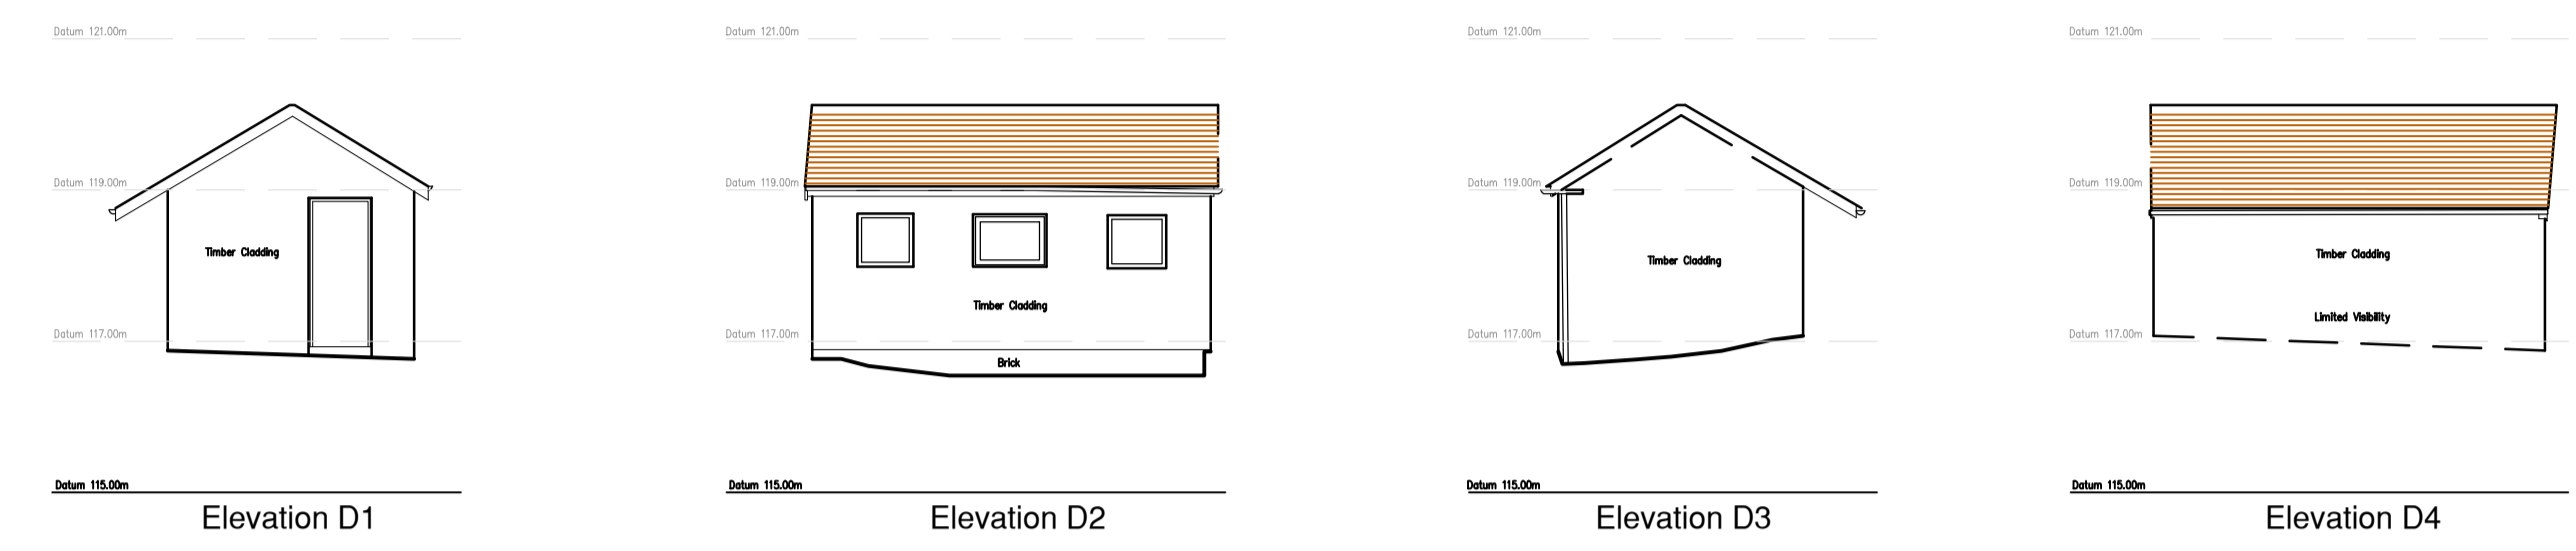 Datum 121.00m
Datum 119.00m
Timber Cladding
Datum 117.00m
Datum 115.00m
Elevation D1
Datum 121.00m
Datum 119.00m
Timber Cladding
Datum 117.00m
Brick
Datum 115.00m
Elevation D2
Datum 121.00m
Datum 119.00m
Timber Cladding
Datum 117.00m
Datum 115.00m
Elevation D3
Datum 121.00m
Datum 119.00m
Timber Cladding
Limited Visibility
Datum 117.00m
Datum 115.00m
Elevation D4